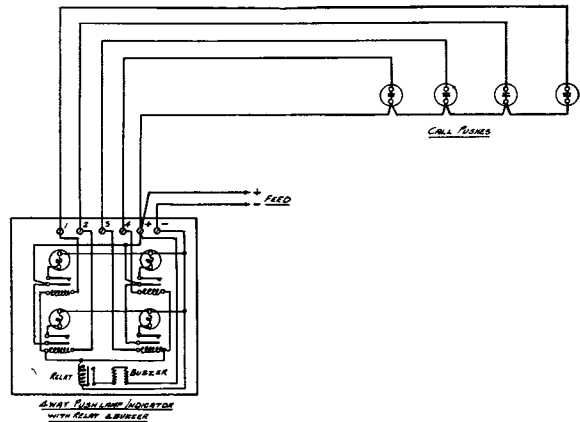 CALL PUSHES
+
- FEED
1 2 3 4 + -
RELAY
BUZZER
4 WAY PUSH LAMP INDICATOR
WITH RELAY & BUZZER